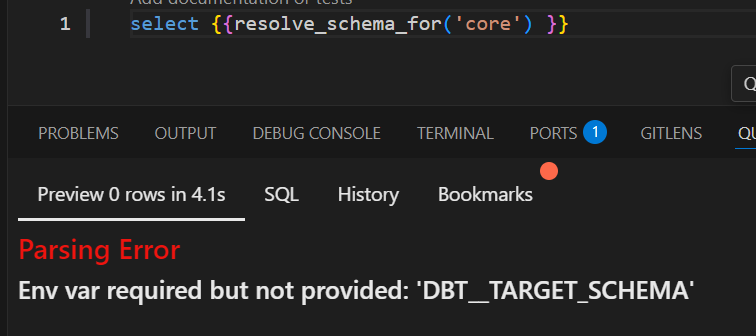 Add documentation or tests
1 select {{resolve_schema_for('core') }}
Q
PROBLEMS OUTPUT DEBUG CONSOLE TERMINAL PORTS 1 GITLENS QU
Preview 0 rows in 4.1s SQL History Bookmarks
Parsing Error
Env var required but not provided: 'DBT__TARGET_SCHEMA'